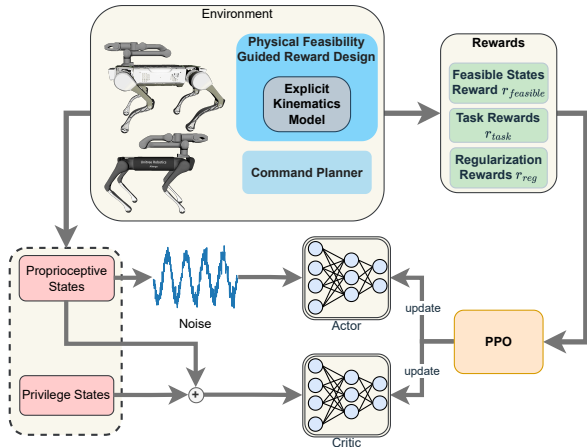 Environment
Physical Feasibility
Guided Reward Design
Explicit
Kinematics
Model
Command Planner
Rewards
Feasible States
Reward r_feasible
Task Rewards
r_task
Regularization
Rewards r_reg
Proprioceptive
States
Noise
Actor
update
PPO
update
Privilege States
+
Critic